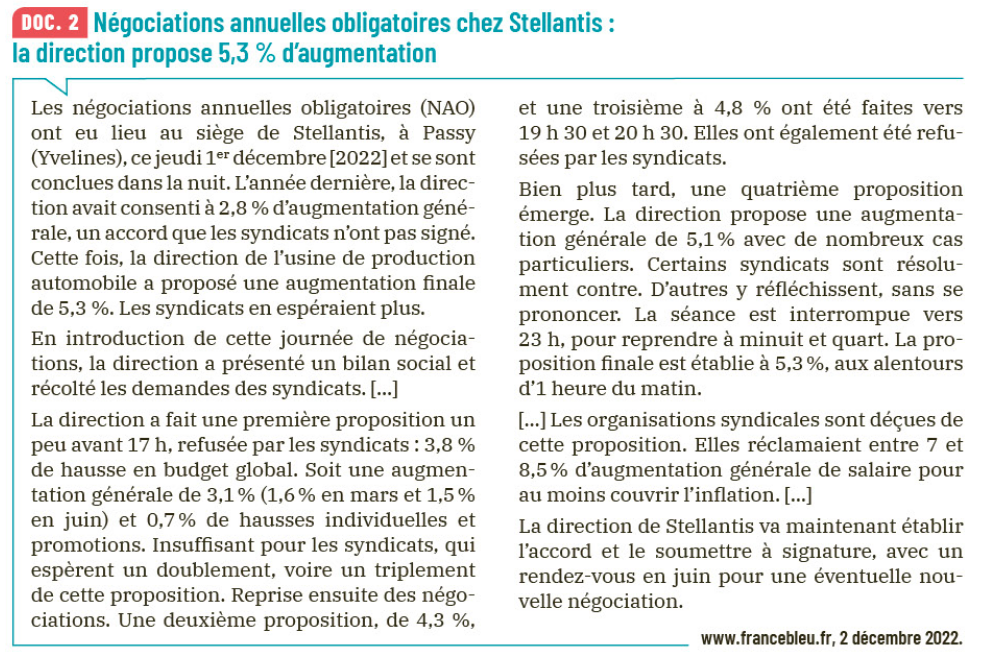 DOC. 2 Négociations annuelles obligatoires chez Stellantis :
la direction propose 5,3 % d’augmentation
Les négociations annuelles obligatoires (NAO)
ont eu lieu au siège de Stellantis, à Passy
(Yvelines), ce jeudi 1er décembre [2022] et se sont
conclues dans la nuit. L’année dernière, la direc-
tion avait consenti à 2,8 % d’augmentation géné-
rale, un accord que les syndicats n’ont pas signé.
Cette fois, la direction de l’usine de production
automobile a proposé une augmentation finale
de 5,3 %. Les syndicats en espéraient plus.
En introduction de cette journée de négocia-
tions, la direction a présenté un bilan social et
récolté les demandes des syndicats. [...]
La direction a fait une première proposition un
peu avant 17 h, refusée par les syndicats : 3,8 %
de hausse en budget global. Soit une augmen-
tation générale de 3,1 % (1,6 % en mars et 1,5 %
en juin) et 0,7 % de hausses individuelles et
promotions. Insuffisant pour les syndicats, qui
espèrent un doublement, voire un triplement
de cette proposition. Reprise ensuite des négo-
ciations. Une deuxième proposition, de 4,3 %,
et une troisième à 4,8 % ont été faites vers
19 h 30 et 20 h 30. Elles ont également été refu-
sées par les syndicats.
Bien plus tard, une quatrième proposition
émerge. La direction propose une augmenta-
tion générale de 5,1 % avec de nombreux cas
particuliers. Certains syndicats sont résolu-
ment contre. D’autres y réfléchissent, sans se
prononcer. La séance est interrompue vers
23 h, pour reprendre à minuit et quart. La pro-
position finale est établie à 5,3 %, aux alentours
d’1 heure du matin.
[...] Les organisations syndicales sont déçues de
cette proposition. Elles réclamaient entre 7 et
8,5 % d’augmentation générale de salaire pour
au moins couvrir l’inflation. [...]
La direction de Stellantis va maintenant établir
l’accord et le soumettre à signature, avec un
rendez-vous en juin pour une éventuelle nou-
velle négociation.
www.francebleu.fr, 2 décembre 2022.